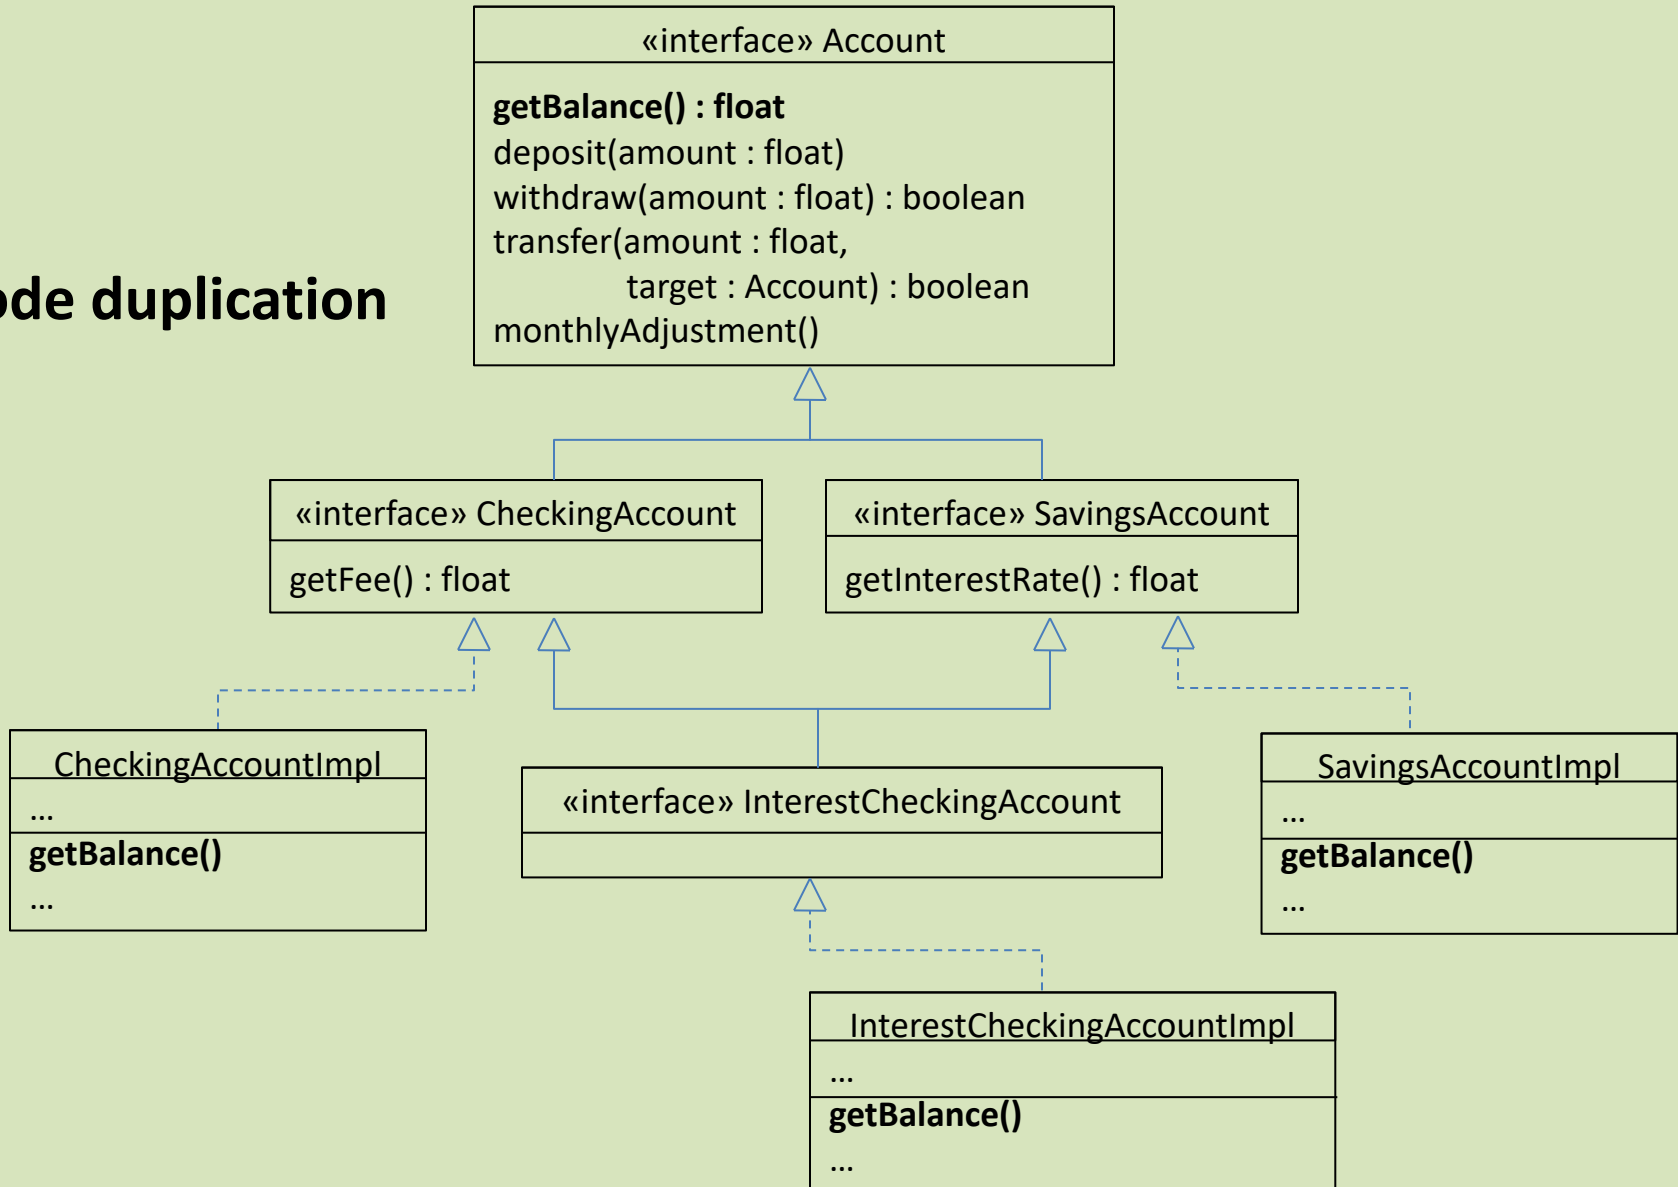 «interface» Account
getBalance() : float
deposit(amount : float)
withdraw(amount : float) : boolean
transfer(amount : float,
target : Account) : boolean
monthlyAdjustment()
ode duplication
«interface» CheckingAccount
getFee() : float
«interface» SavingsAccount
getInterestRate() : float
CheckingAccountImpl
...
getBalance()
...
«interface» InterestCheckingAccount
SavingsAccountImpl
...
getBalance()
...
InterestCheckingAccountImpl
...
getBalance()
...